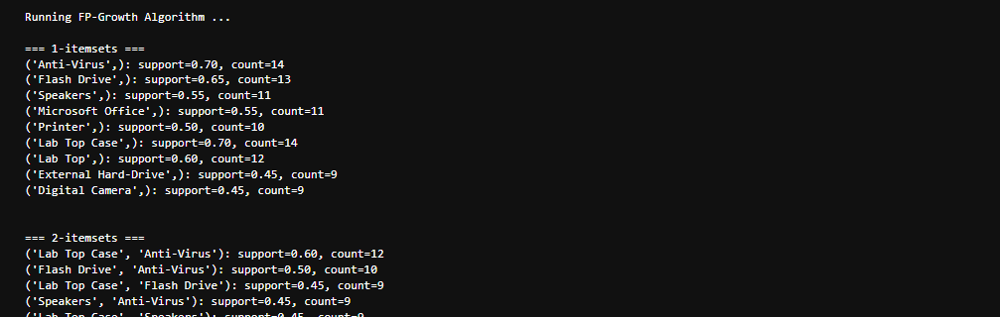 Running FP-Growth Algorithm ...
=== 1-itemsets ===
('Anti-Virus',): support=0.70, count=14
('Flash Drive',): support=0.65, count=13
('Speakers',): support=0.55, count=11
('Microsoft Office',): support=0.55, count=11
('Printer',): support=0.50, count=10
('Lab Top Case',): support=0.70, count=14
('Lab Top',): support=0.60, count=12
('External Hard-Drive',): support=0.45, count=9
('Digital Camera',): support=0.45, count=9
=== 2-itemsets ===
('Lab Top Case', 'Anti-Virus'): support=0.60, count=12
('Flash Drive', 'Anti-Virus'): support=0.50, count=10
('Lab Top Case', 'Flash Drive'): support=0.45, count=9
('Speakers', 'Anti-Virus'): support=0.45, count=9
('Lab Top Case', 'Speakers'): support=0.45, count=9